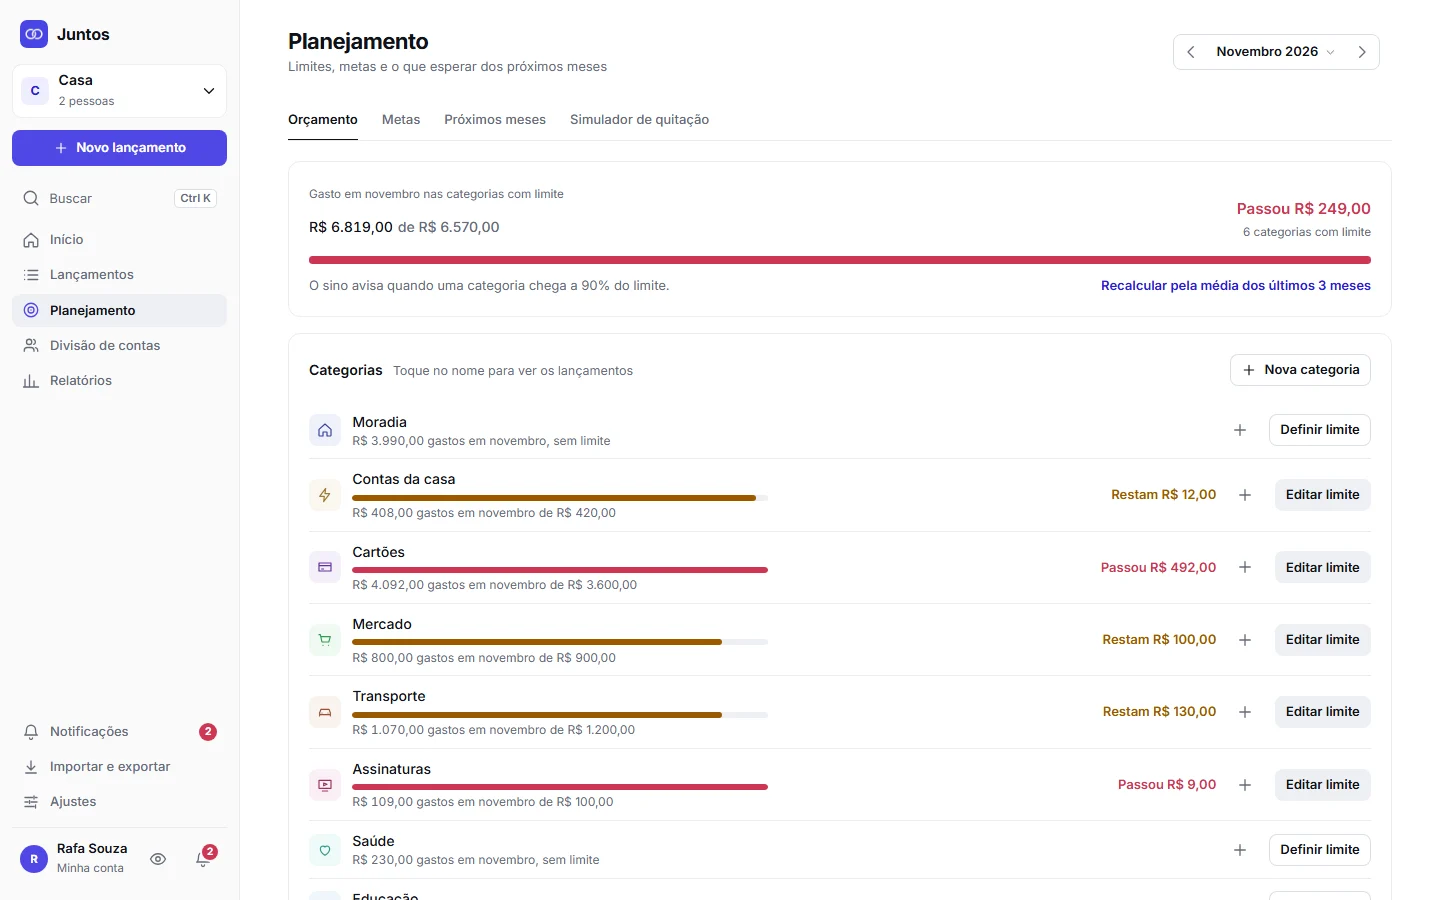 Juntos
C
Casa
2 pessoas
Novo lançamento
Buscar
Ctrl K
Início
Lançamentos
Planejamento
Divisão de contas
Relatórios
Notificações
2
Importar e exportar
Ajustes
R
Rafa Souza
Minha conta
2
Planejamento
Limites, metas e o que esperar dos próximos meses
Novembro 2026
Orçamento
Metas
Próximos meses
Simulador de quitação
Gasto em novembro nas categorias com limite
R$ 6.819,00 de R$ 6.570,00
Passou R$ 249,00
6 categorias com limite
O sino avisa quando uma categoria chega a 90% do limite.
Recalcular pela média dos últimos 3 meses
Categorias
Toque no nome para ver os lançamentos
Nova categoria
Moradia
R$ 3.990,00 gastos em novembro, sem limite
Definir limite
Contas da casa
R$ 408,00 gastos em novembro de R$ 420,00
Restam R$ 12,00
Editar limite
Cartões
R$ 4.092,00 gastos em novembro de R$ 3.600,00
Passou R$ 492,00
Editar limite
Mercado
R$ 800,00 gastos em novembro de R$ 900,00
Restam R$ 100,00
Editar limite
Transporte
R$ 1.070,00 gastos em novembro de R$ 1.200,00
Restam R$ 130,00
Editar limite
Assinaturas
R$ 109,00 gastos em novembro de R$ 100,00
Passou R$ 9,00
Editar limite
Saúde
R$ 230,00 gastos em novembro, sem limite
Definir limite
Educação